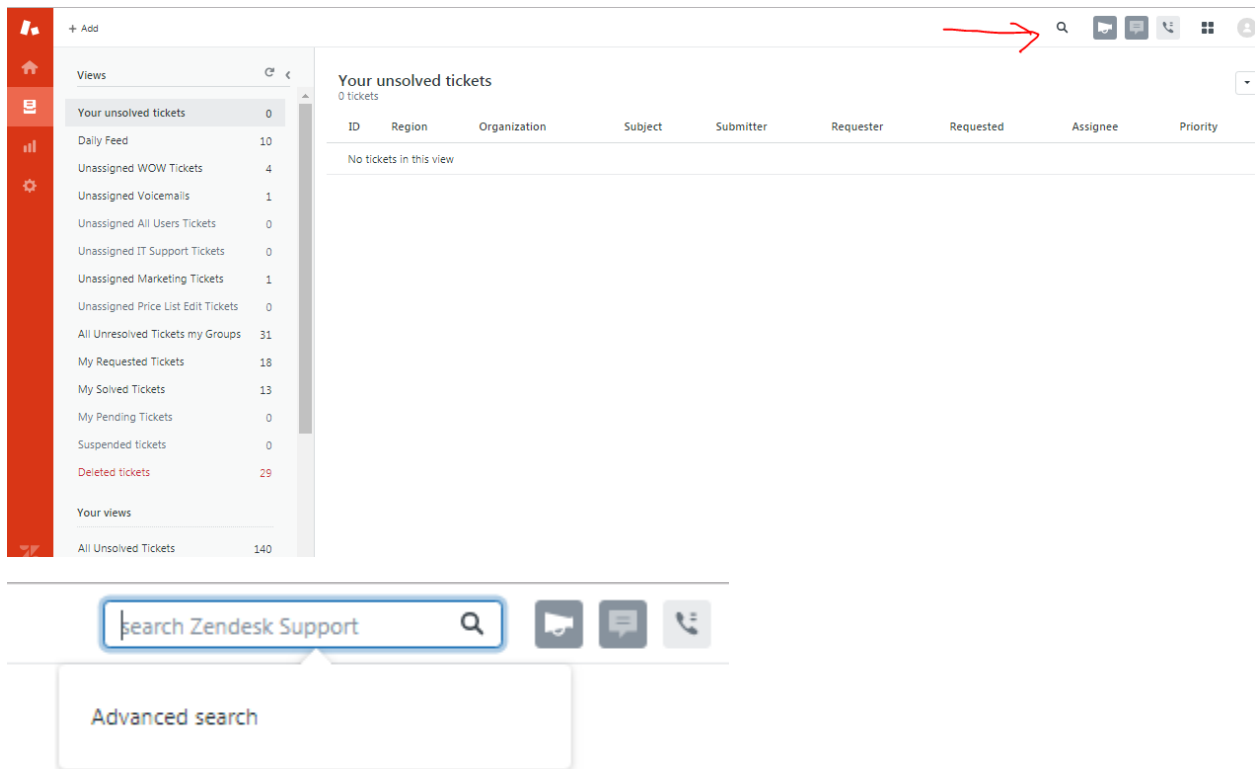 + Add
Views
Your unsolved tickets 0
Daily Feed 10
Unassigned WOW Tickets 4
Unassigned Voicemails 1
Unassigned All Users Tickets 0
Unassigned IT Support Tickets 0
Unassigned Marketing Tickets 1
Unassigned Price List Edit Tickets 0
All Unresolved Tickets my Groups 31
My Requested Tickets 18
My Solved Tickets 13
My Pending Tickets 0
Suspended tickets 0
Deleted tickets 29
Your views
All Unsolved Tickets 140
Your unsolved tickets
0 tickets
ID Region Organization Subject Submitter Requester Requested Assignee Priority
No tickets in this view
search Zendesk Support
Advanced search